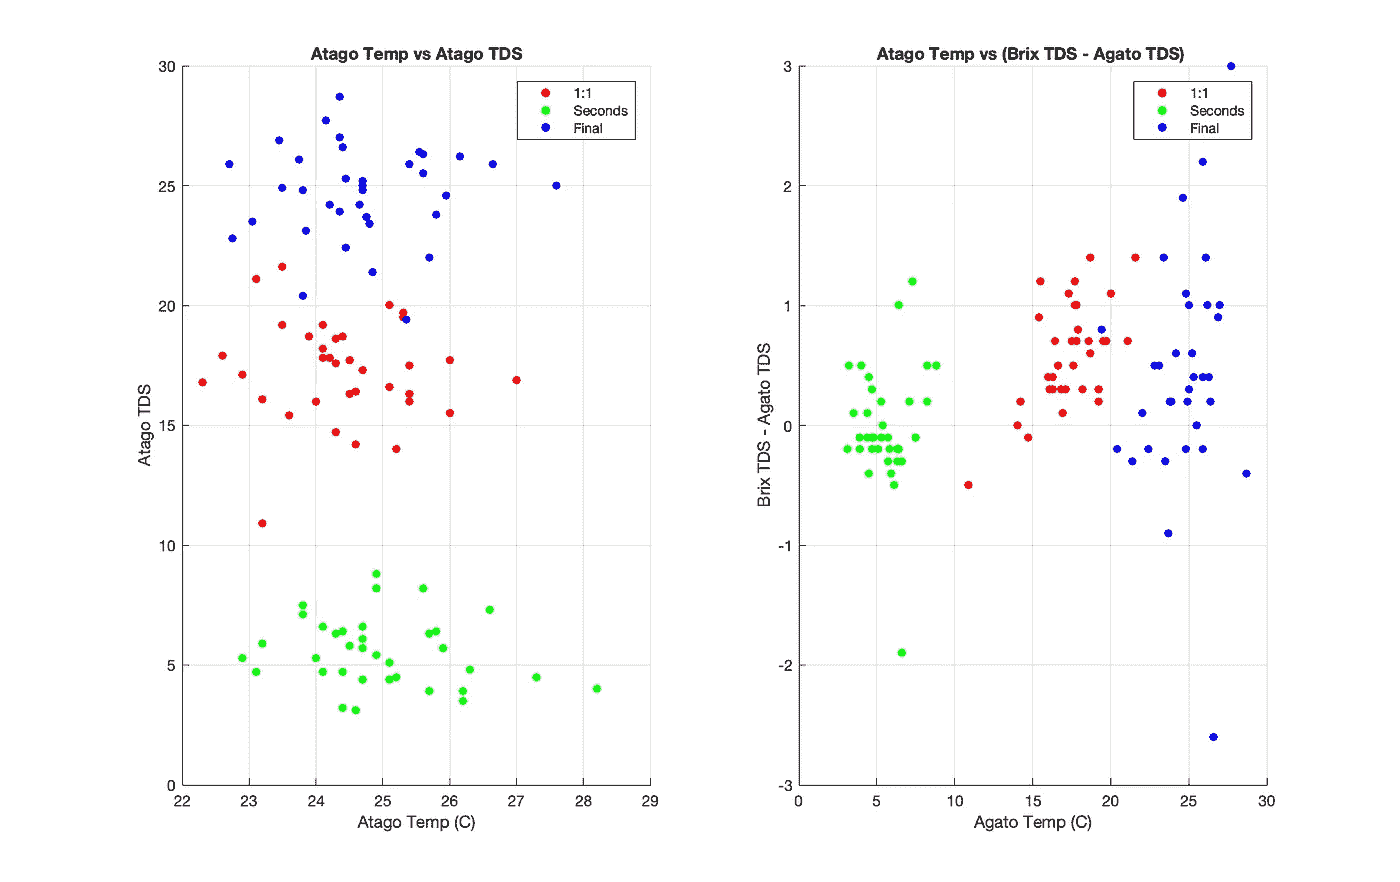 Atago Temp vs Atago TDS
30
25
20
15
10
5
0
Atago TDS
1:1
Seconds
Final
22 23 24 25 26 27 28 29
Atago Temp (C)
Atago Temp vs (Brix TDS - Agato TDS)
3
2
1
0
-1
-2
-3
Brix TDS - Agato TDS
1:1
Seconds
Final
0 5 10 15 20 25 30
Agato Temp (C)